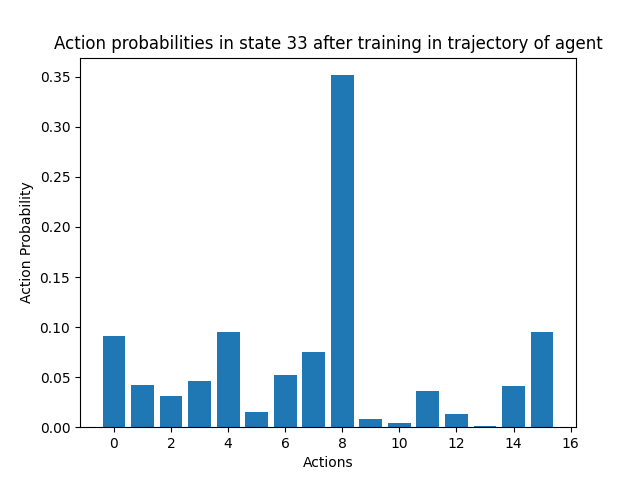 Action probabilities in state 33 after training in trajectory of agent
Action Probability
0.35
0.30
0.25
0.20
0.15
0.10
0.05
0.00
0 2 4 6 8 10 12 14 16
Actions